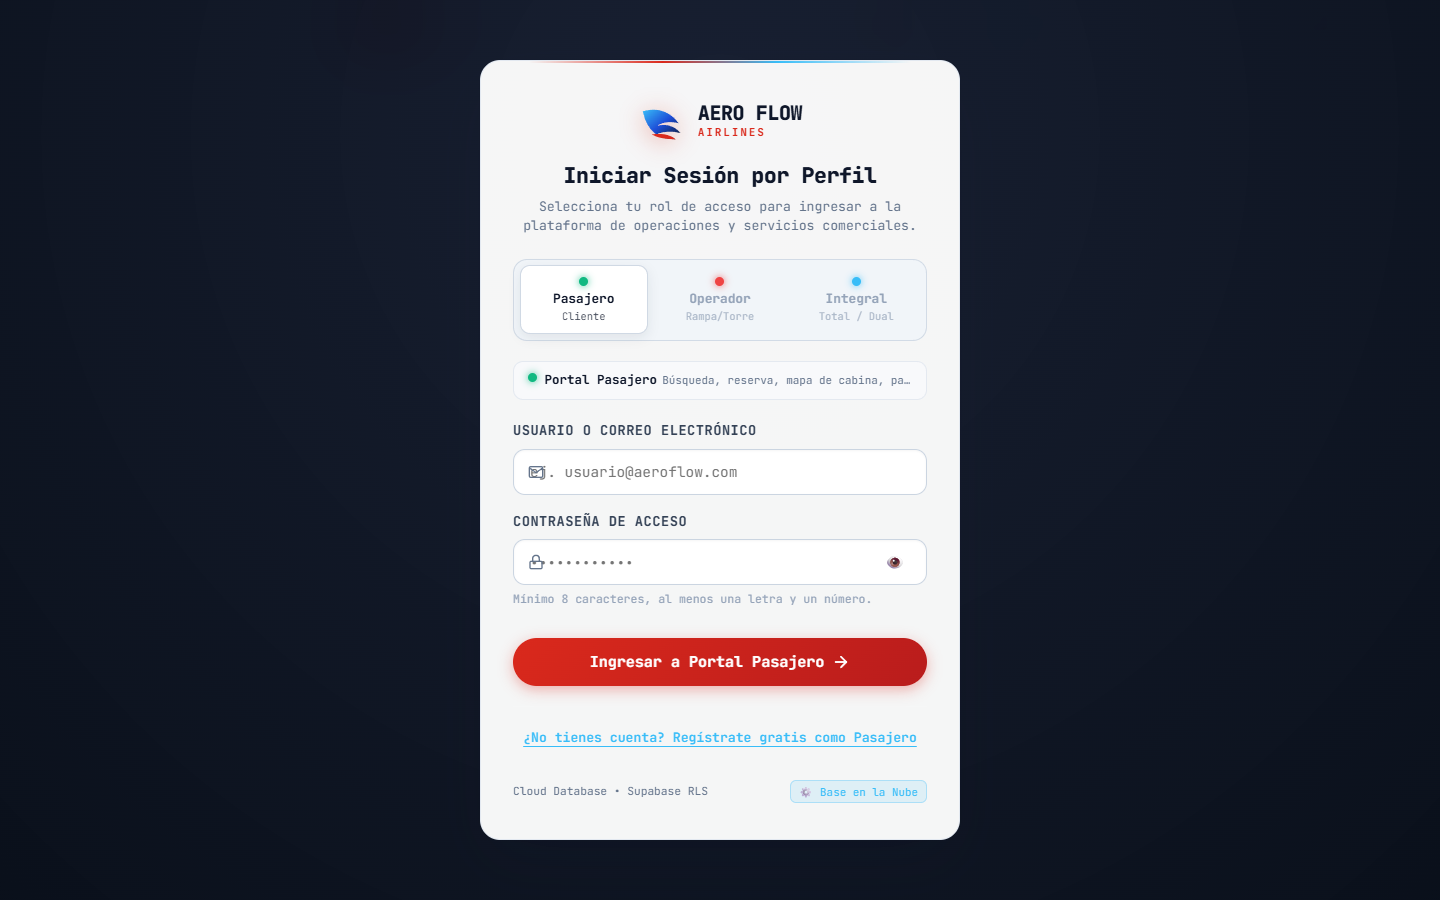 AERO FLOW
AIRLINES
Iniciar Sesión por Perfil
Selecciona tu rol de acceso para ingresar a la
plataforma de operaciones y servicios comerciales.
Pasajero
Cliente
Operador
Rampa/Torre
Integral
Total / Dual
Portal Pasajero Búsqueda, reserva, mapa de cabina, pa…
USUARIO O CORREO ELECTRÓNICO
. usuario@aeroflow.com
CONTRASEÑA DE ACCESO
••••••••••
Mínimo 8 caracteres, al menos una letra y un número.
Ingresar a Portal Pasajero →
¿No tienes cuenta? Regístrate gratis como Pasajero
Cloud Database • Supabase RLS
Base en la Nube